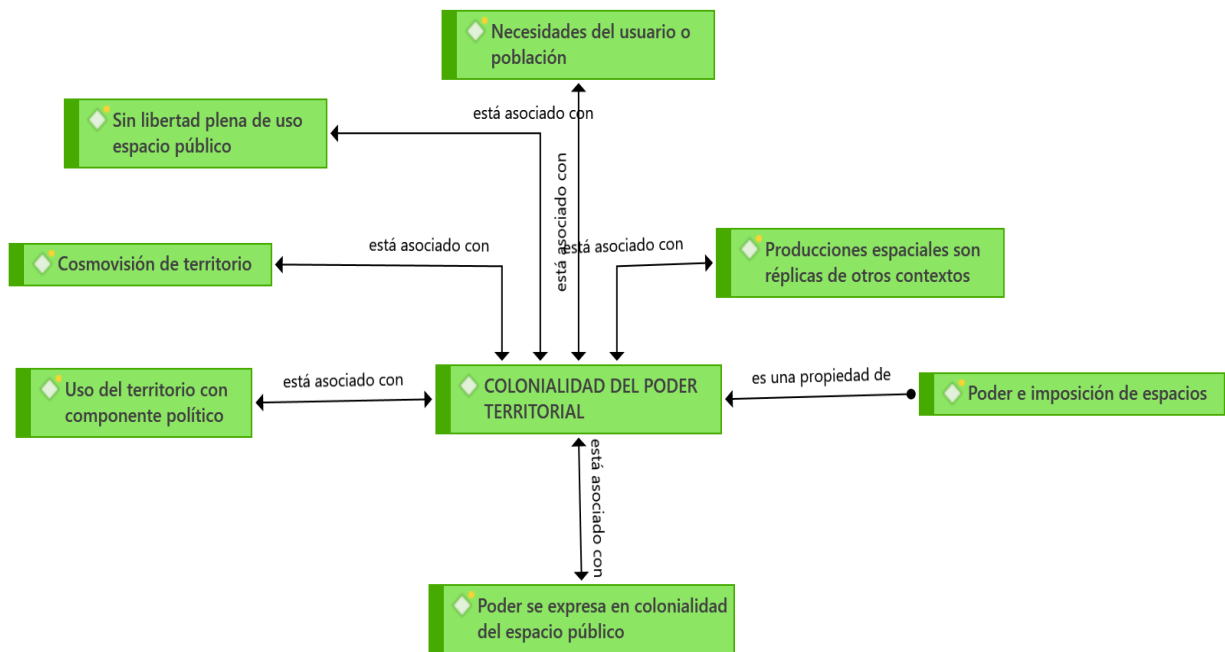 Necesidades del usuario o
población
Sin libertad plena de uso
espacio público
está asociado con
está asociado con
Cosmovisión de territorio
está asociado con
está asociado con
Producciones espaciales son
réplicas de otros contextos
Uso del territorio con
componente político
está asociado con
COLONIALIDAD DEL PODER
TERRITORIAL
es una propiedad de
Poder e imposición de espacios
está asociado con
Poder se expresa en colonialidad
del espacio público